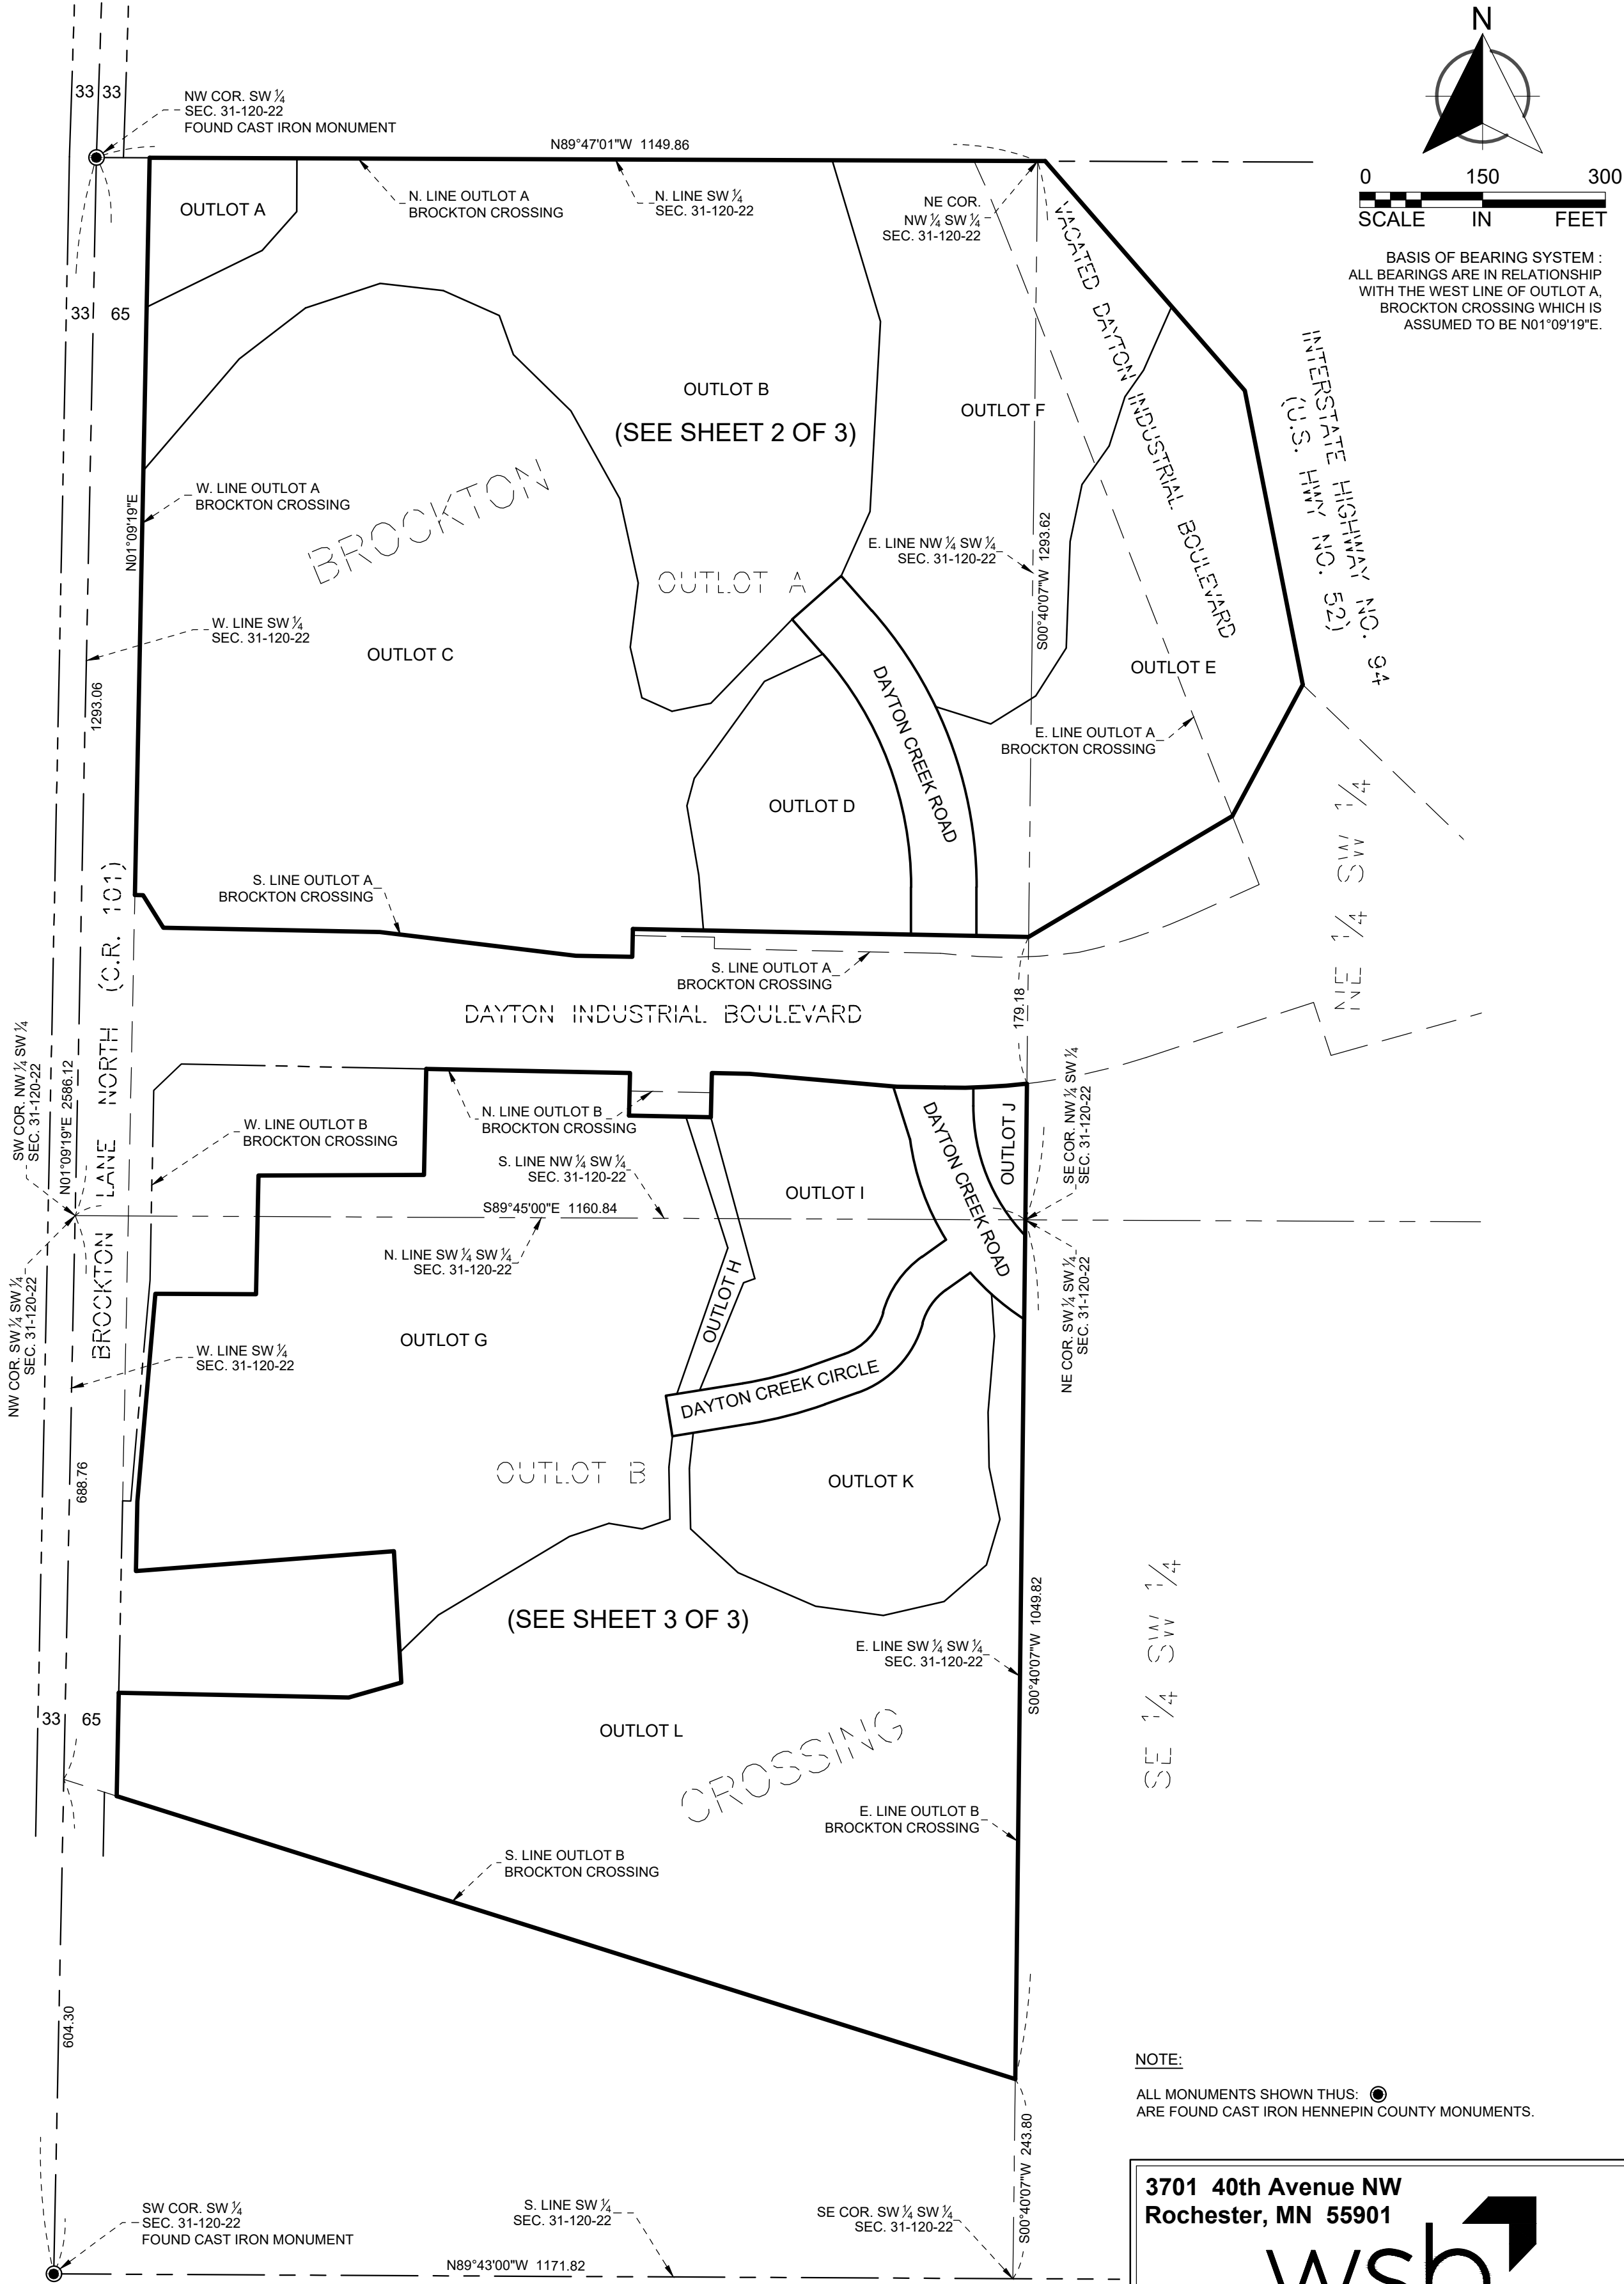 N
33 33
NW COR. SW ¼
SEC. 31-120-22
FOUND CAST IRON MONUMENT
N89°47'01"W 1149.86
0 150 300
SCALE IN FEET
BASIS OF BEARING SYSTEM :
ALL BEARINGS ARE IN RELATIONSHIP
WITH THE WEST LINE OF OUTLOT A,
BROCKTON CROSSING WHICH IS
ASSUMED TO BE N01°09'19"E.
OUTLOT A
N. LINE OUTLOT A
BROCKTON CROSSING
N. LINE SW ¼
SEC. 31-120-22
NE COR.
NW ¼ SW ¼
SEC. 31-120-22
VACATED DAYTON INDUSTRIAL BOULEVARD
33 65
INTERSTATE HIGHWAY NO. 94
(U.S. HWY NO. 52)
OUTLOT B
(SEE SHEET 2 OF 3)
OUTLOT F
W. LINE OUTLOT A
BROCKTON CROSSING
N01°09'19"E
BROCKTON
OUTLOT A
E. LINE NW ¼ SW ¼
SEC. 31-120-22
S00°40'07"W 1293.62
W. LINE SW ¼
SEC. 31-120-22
1293.06
OUTLOT C
OUTLOT E
DAYTON CREEK ROAD
E. LINE OUTLOT A
BROCKTON CROSSING
OUTLOT D
NE ¼ SW ¼
S. LINE OUTLOT A
BROCKTON CROSSING
S. LINE OUTLOT A
BROCKTON CROSSING
BROCKTON LANE NORTH (C.R. 101)
DAYTON INDUSTRIAL BOULEVARD
179.18
SW COR. NW ¼ SW ¼
SEC. 31-120-22
N01°09'19"E 2586.12
W. LINE OUTLOT B
BROCKTON CROSSING
N. LINE OUTLOT B
BROCKTON CROSSING
S. LINE NW ¼ SW ¼
SEC. 31-120-22
S89°45'00"E 1160.84
N. LINE SW ¼ SW ¼
SEC. 31-120-22
OUTLOT I
DAYTON CREEK ROAD
OUTLOT J
SE COR. NW ¼ SW ¼
SEC. 31-120-22
NE COR. SW ¼ SW ¼
SEC. 31-120-22
NW COR. SW ¼ SW ¼
SEC. 31-120-22
W. LINE SW ¼
SEC. 31-120-22
OUTLOT G
OUTLOT H
DAYTON CREEK CIRCLE
688.76
OUTLOT B
OUTLOT K
(SEE SHEET 3 OF 3)
E. LINE SW ¼ SW ¼
SEC. 31-120-22
S00°40'07"W 1049.82
SE ¼ SW ¼
33 65
OUTLOT L
CROSSING
E. LINE OUTLOT B
BROCKTON CROSSING
S. LINE OUTLOT B
BROCKTON CROSSING
604.30
NOTE:
ALL MONUMENTS SHOWN THUS:
ARE FOUND CAST IRON HENNEPIN COUNTY MONUMENTS.
S00°40'07"W 243.80
SW COR. SW ¼
SEC. 31-120-22
FOUND CAST IRON MONUMENT
S. LINE SW ¼
SEC. 31-120-22
SE COR. SW ¼ SW ¼
SEC. 31-120-22
N89°43'00"W 1171.82
3701 40th Avenue NW
Rochester, MN 55901
wsb